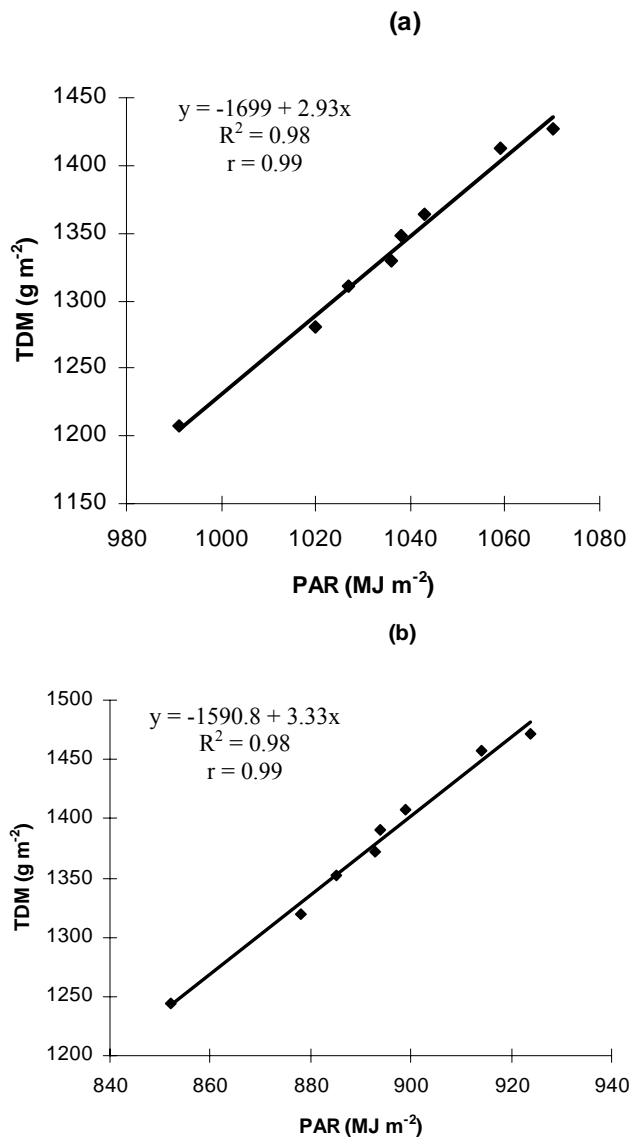 (a)
y = -1699 + 2.93x
R² = 0.98
r = 0.99
1450
1400
1350
1300
1250
1200
1150
TDM (g m⁻²)
980 1000 1020 1040 1060 1080
PAR (MJ m⁻²)
(b)
y = -1590.8 + 3.33x
R² = 0.98
r = 0.99
1500
1450
1400
1350
1300
1250
1200
TDM (g m⁻²)
840 860 880 900 920 940
PAR (MJ m⁻²)